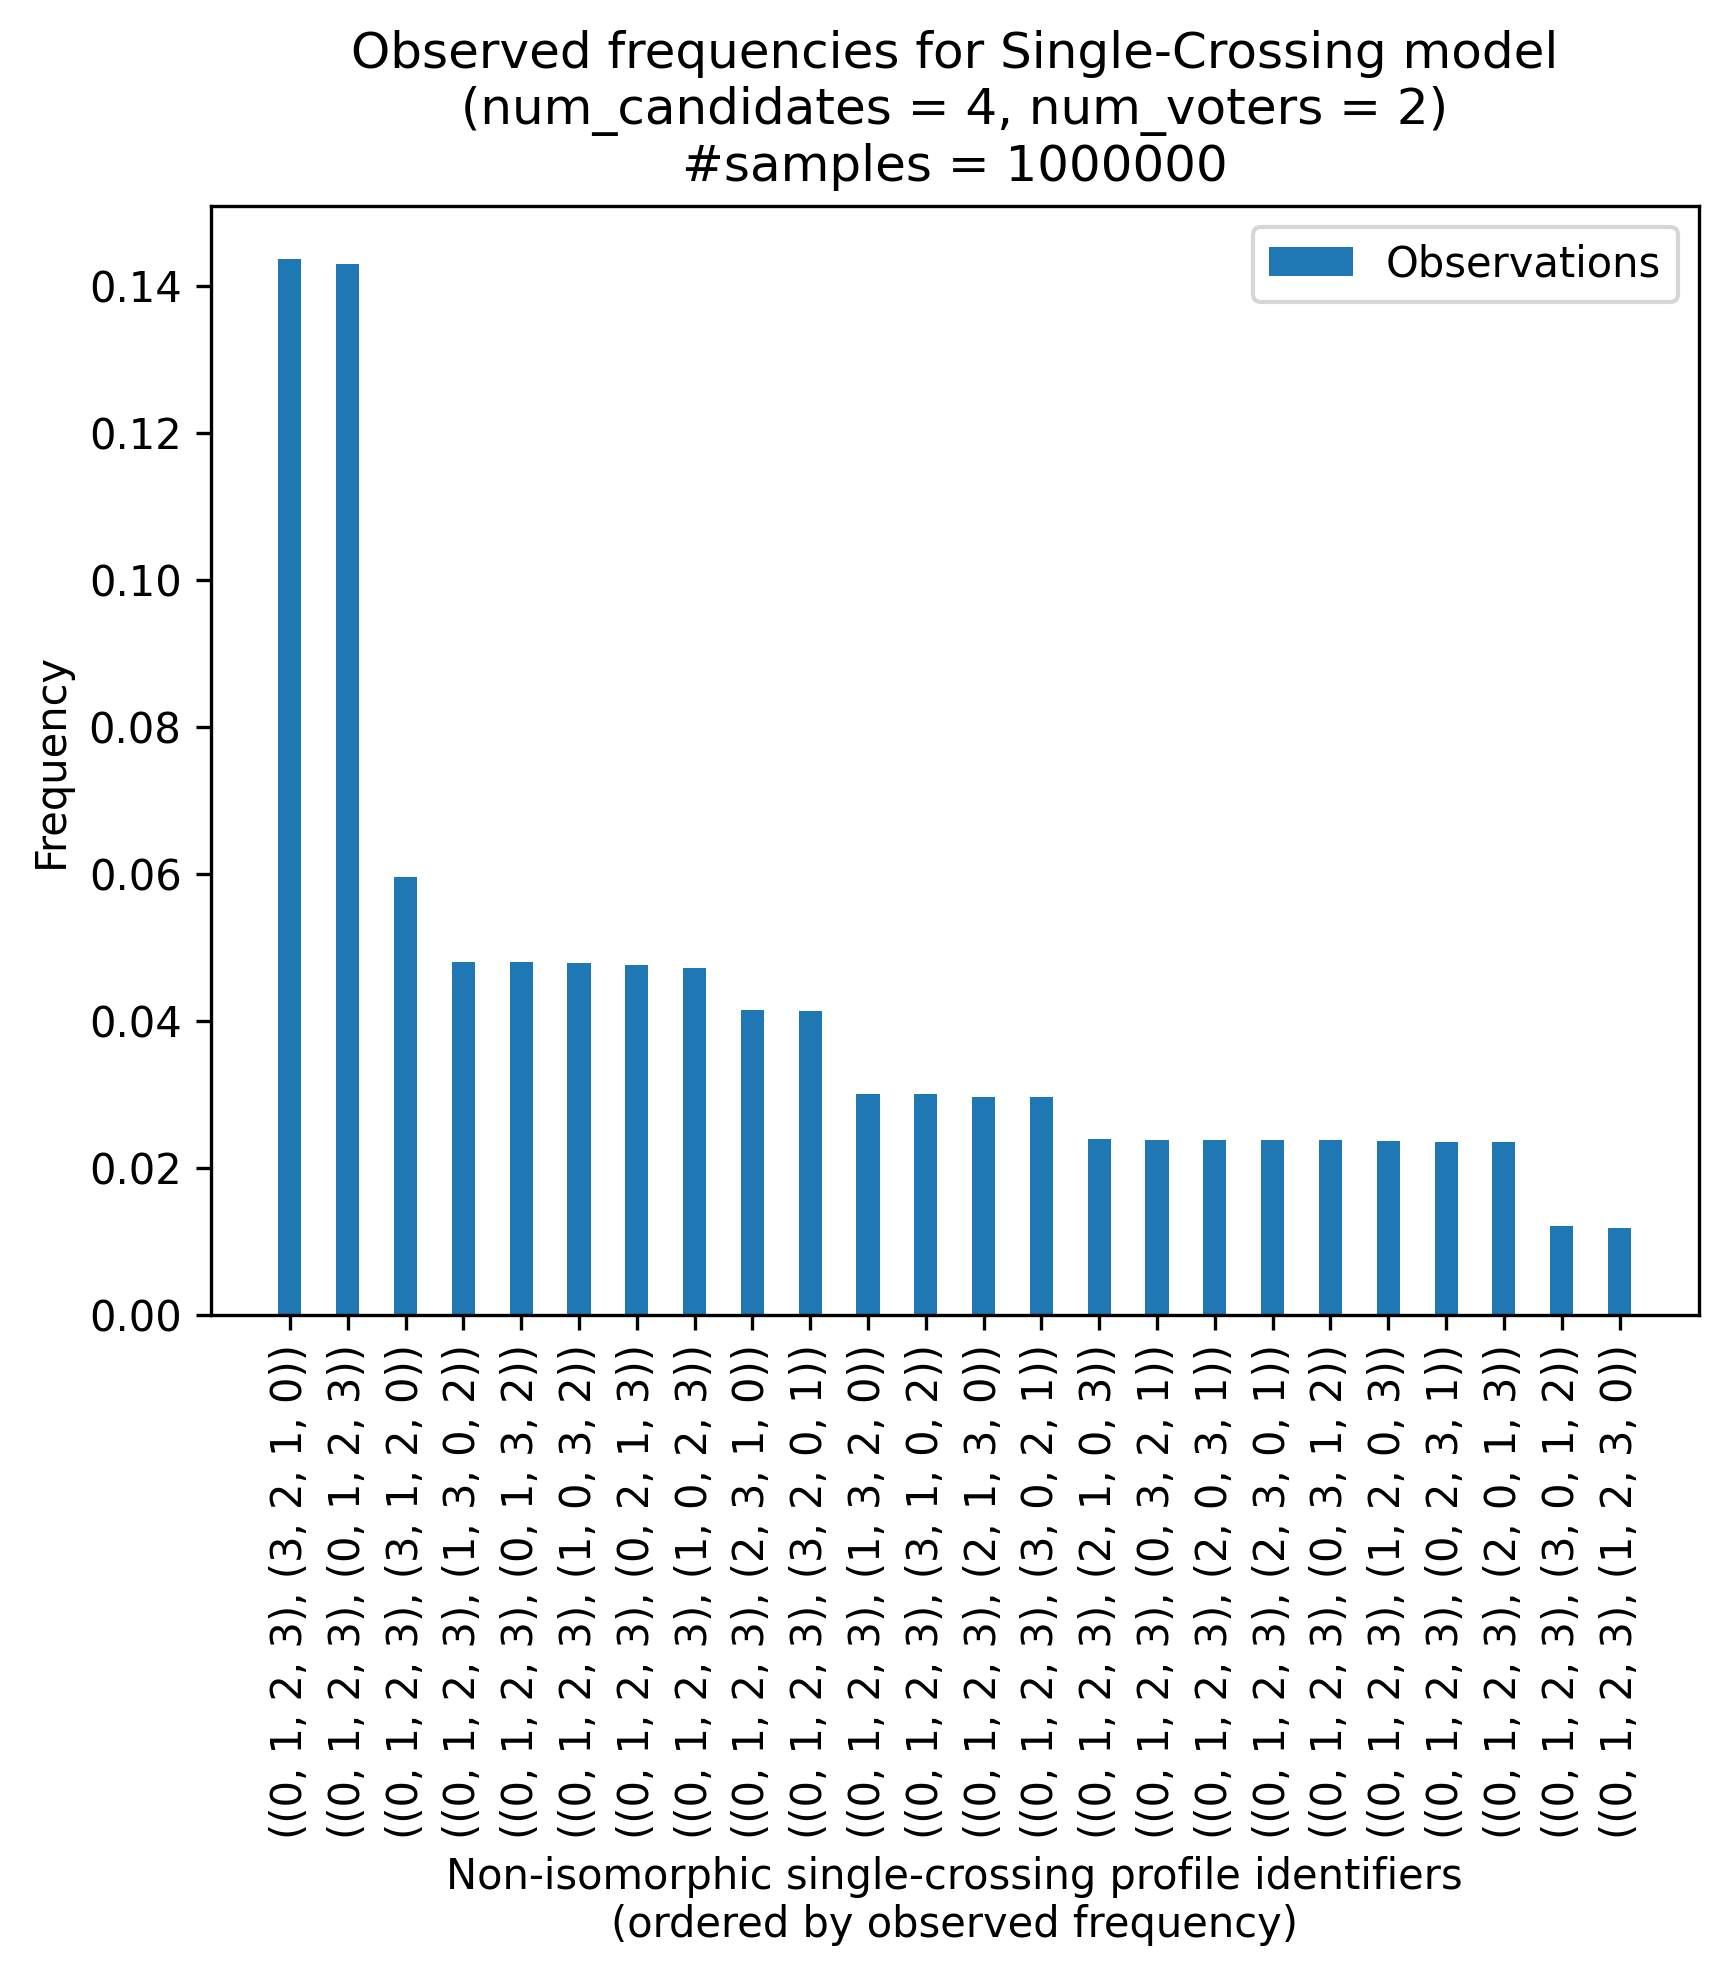 Observed frequencies for Single-Crossing model
(num_candidates = 4, num_voters = 2)
#samples = 1000000
Observations
0.14
0.12
0.10
0.08
0.06
0.04
0.02
0.00
Frequency
((0, 1, 2, 3), (3, 2, 1, 0))
((0, 1, 2, 3), (0, 1, 2, 3))
((0, 1, 2, 3), (3, 1, 2, 0))
((0, 1, 2, 3), (1, 3, 0, 2))
((0, 1, 2, 3), (0, 1, 3, 2))
((0, 1, 2, 3), (1, 0, 3, 2))
((0, 1, 2, 3), (0, 2, 1, 3))
((0, 1, 2, 3), (1, 0, 2, 3))
((0, 1, 2, 3), (2, 3, 1, 0))
((0, 1, 2, 3), (3, 2, 0, 1))
((0, 1, 2, 3), (1, 3, 2, 0))
((0, 1, 2, 3), (3, 1, 0, 2))
((0, 1, 2, 3), (2, 1, 3, 0))
((0, 1, 2, 3), (3, 0, 2, 1))
((0, 1, 2, 3), (2, 1, 0, 3))
((0, 1, 2, 3), (0, 3, 2, 1))
((0, 1, 2, 3), (2, 0, 3, 1))
((0, 1, 2, 3), (2, 3, 0, 1))
((0, 1, 2, 3), (0, 3, 1, 2))
((0, 1, 2, 3), (1, 2, 0, 3))
((0, 1, 2, 3), (0, 2, 3, 1))
((0, 1, 2, 3), (2, 0, 1, 3))
((0, 1, 2, 3), (3, 0, 1, 2))
((0, 1, 2, 3), (1, 2, 3, 0))
Non-isomorphic single-crossing profile identifiers
(ordered by observed frequency)